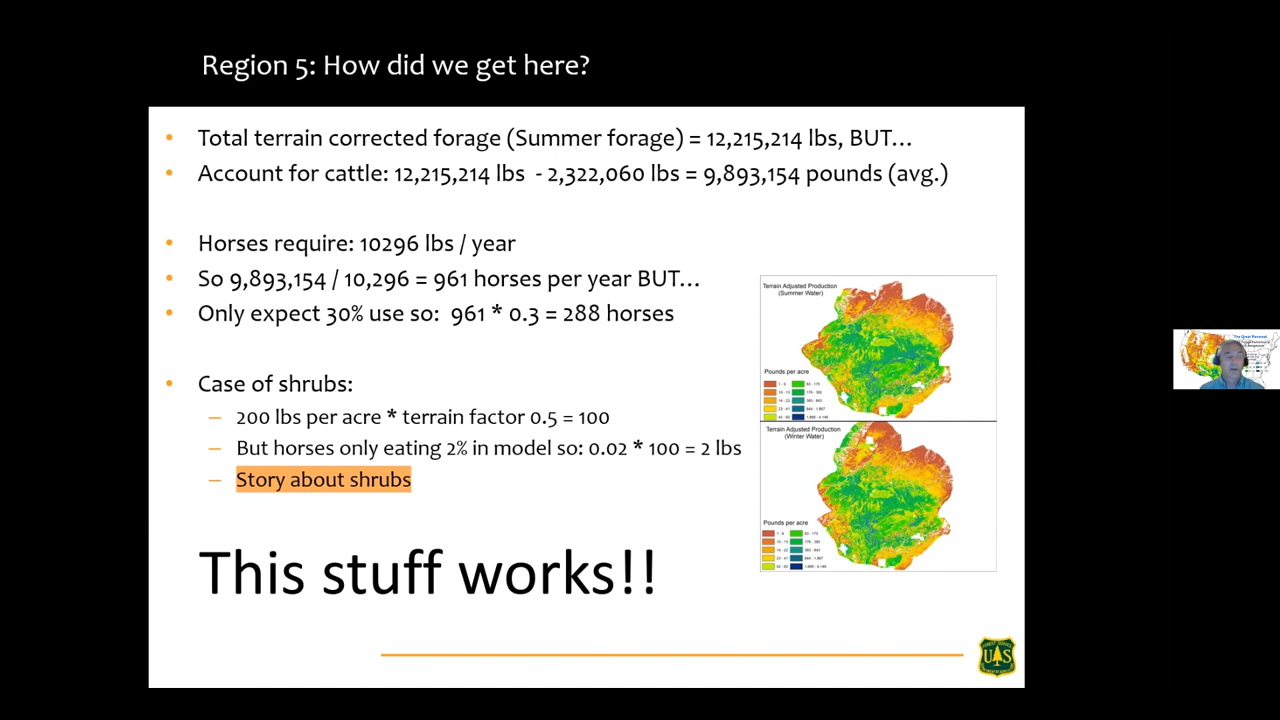 Region 5: How did we get here?
• Total terrain corrected forage (Summer forage) = 12,215,214 lbs, BUT…
• Account for cattle: 12,215,214 lbs - 2,322,060 lbs = 9,893,154 pounds (avg.)
• Horses require: 10296 lbs / year
• So 9,893,154 / 10,296 = 961 horses per year BUT…
• Only expect 30% use so: 961 * 0.3 = 288 horses
• Case of shrubs:
– 200 lbs per acre * terrain factor 0.5 = 100
– But horses only eating 2% in model so: 0.02 * 100 = 2 lbs
– Story about shrubs
This stuff works!!
Terrain Adjusted Production
(Summer Water)
Pounds per acre
Terrain Adjusted Production
(Winter Water)
Pounds per acre
The Great Reversal
U S